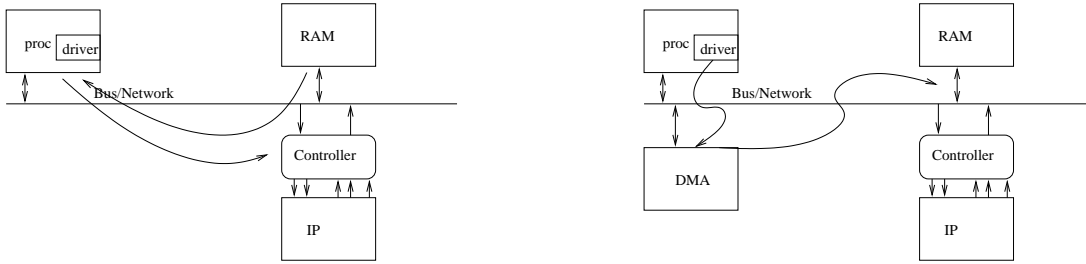 proc
driver
RAM
Bus/Network
Controller
IP
proc
driver
RAM
Bus/Network
Controller
DMA
IP